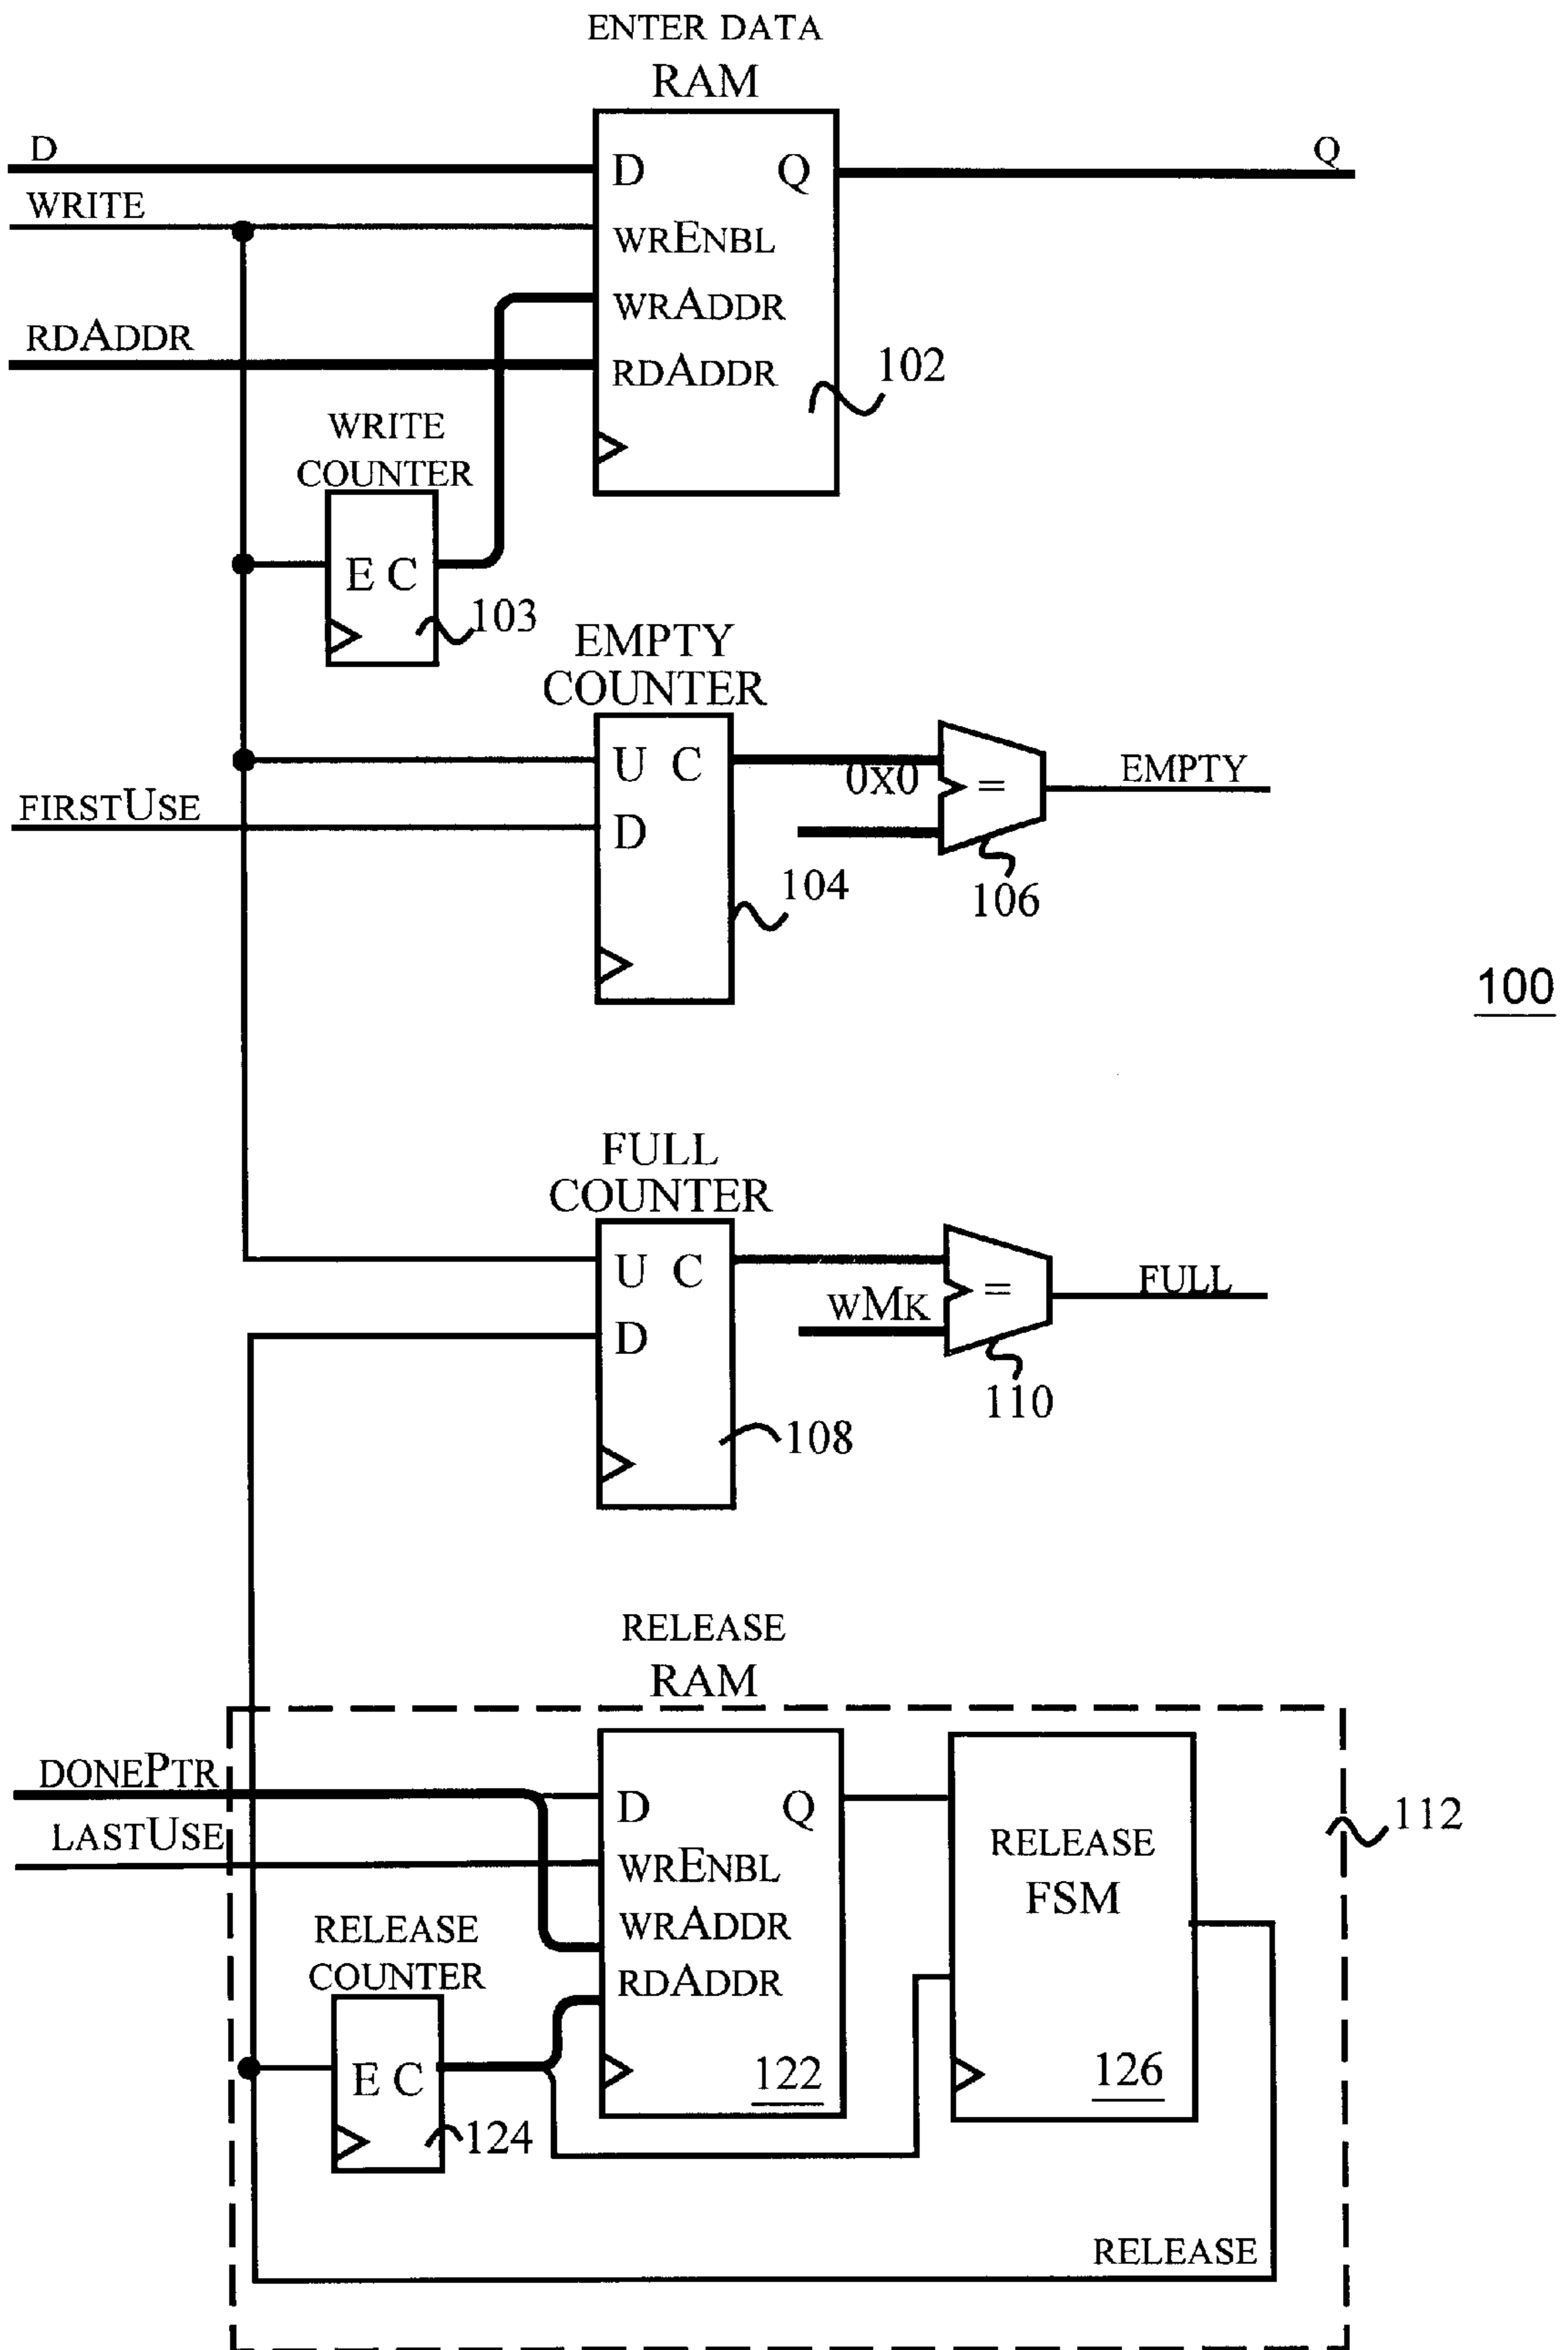 ENTER DATA
RAM
D
D Q
Q
WRITE
WRENBL
WRADDR
RDADDR
RDADDR
102
WRITE
COUNTER
E C
103
EMPTY
COUNTER
U C
0X0
=
EMPTY
FIRSTUSE
D
104
106
100
FULL
COUNTER
U C
WMK
=
FULL
D
110
108
RELEASE
RAM
DONEPTR
D Q
112
LASTUSE
WRENBL
RELEASE
FSM
WRADDR
RELEASE
COUNTER
RDADDR
E C
122
126
124
RELEASE